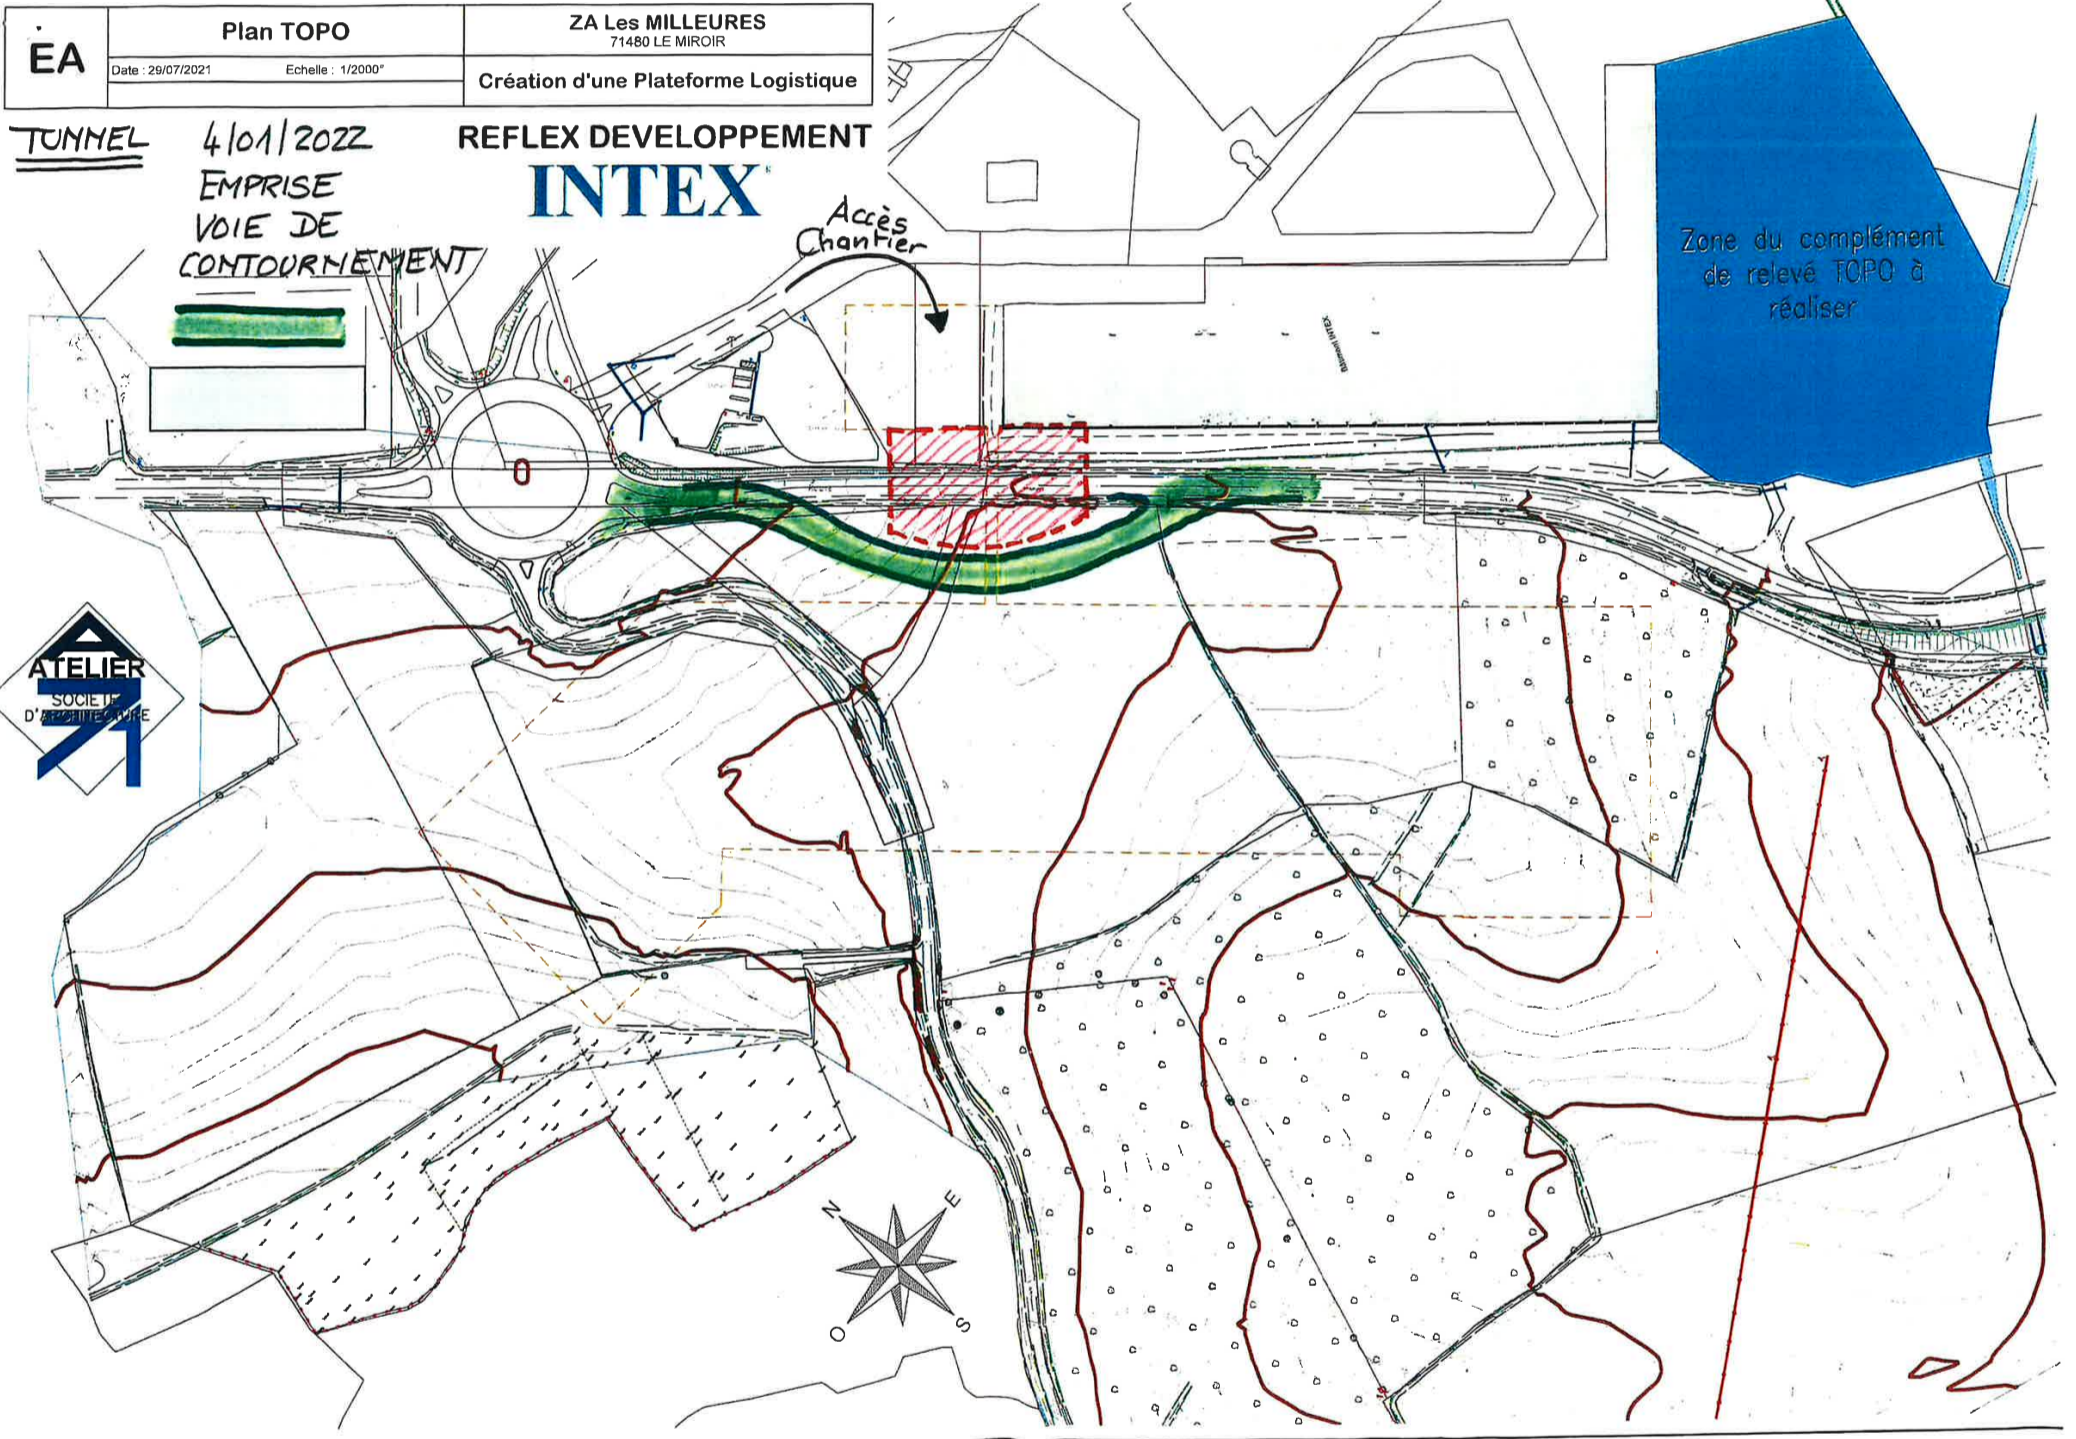 EA
Plan TOPO
Date : 29/07/2021
Echelle : 1/2000°
ZA Les MILLEURES
71480 LE MIROIR
Création d'une Plateforme Logistique
TUNNEL
4/01/2022
EMPRISE
VOIE DE
CONTOURNEMENT
REFLEX DEVELOPPEMENT
INTEX
Accès
Chantier
Zone du complément
de relevé TOPO à
réaliser
Bâtiment INTEX
ATELIER
SOCIETE
D'ARCHITECTURE
N
E
O
S